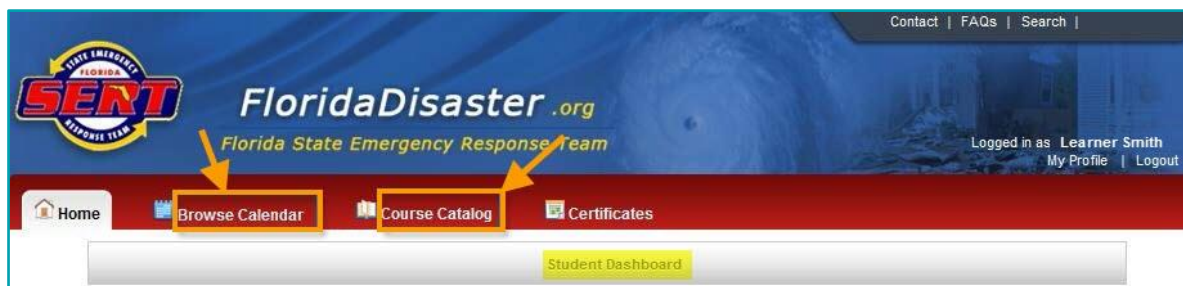 Contact | FAQs | Search |
STATE EMERGENCY
FLORIDA
SERT
RESPONSE TEAM
FloridaDisaster .org
Florida State Emergency Response Team
Logged in as Learner Smith
My Profile | Logout
Home Browse Calendar Course Catalog Certificates
Student Dashboard